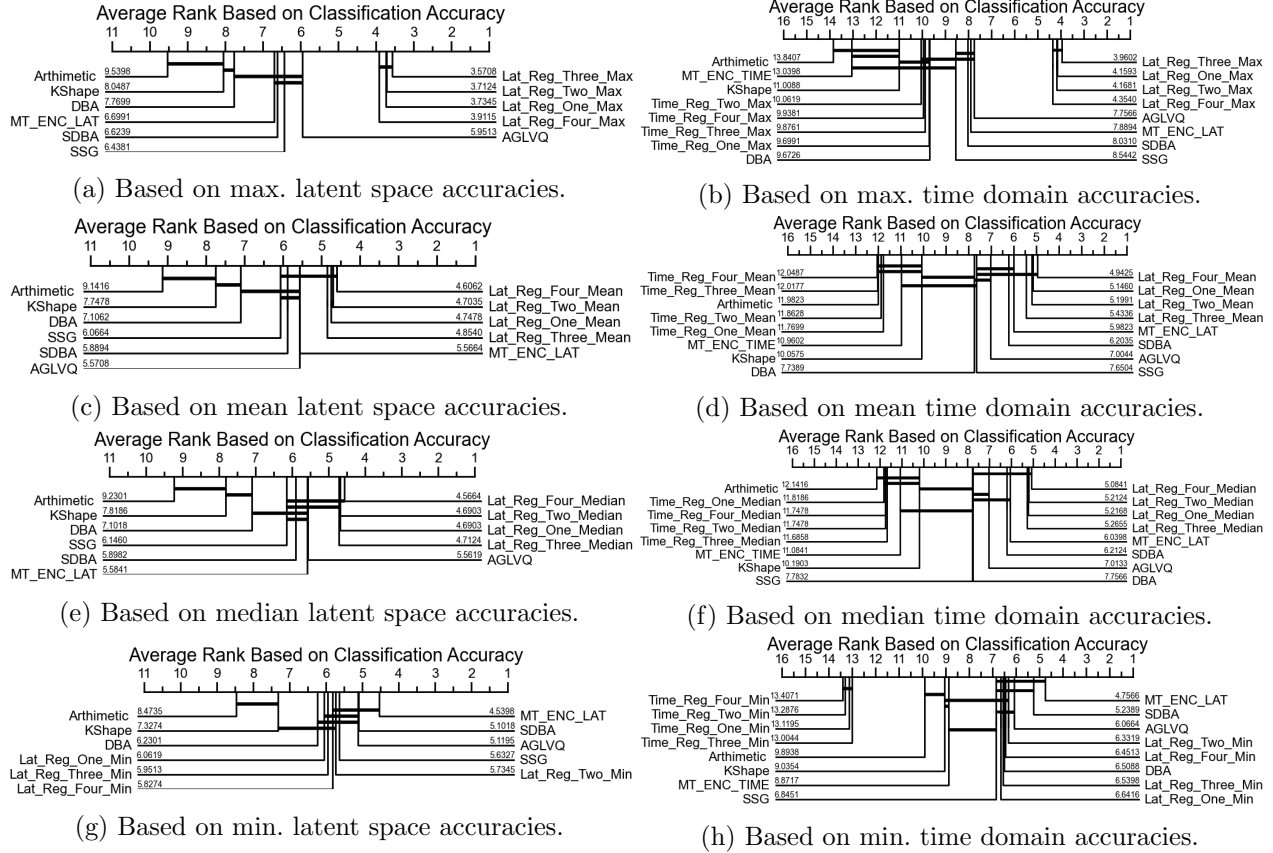 Average Rank Based on Classification Accuracy
11 10 9 8 7 6 5 4 3 2 1
Arthimetic 9.5398
KShape 8.0487
DBA 7.7699
MT_ENC_LAT 6.6991
SDBA 6.6239
SSG 6.4381
3.5708 Lat_Reg_Three_Max
3.7124 Lat_Reg_Two_Max
3.7345 Lat_Reg_One_Max
3.9115 Lat_Reg_Four_Max
5.9513 AGLVQ
(a) Based on max. latent space accuracies.
Average Rank Based on Classification Accuracy
16 15 14 13 12 11 10 9 8 7 6 5 4 3 2 1
Arithmetic 13.8407
MT_ENC_TIME 13.0398
KShape 11.0088
Time_Reg_Two_Max 10.0619
Time_Reg_Four_Max 9.9381
Time_Reg_Three_Max 9.8761
Time_Reg_One_Max 9.6991
DBA 9.6726
3.9602 Lat_Reg_Three_Max
4.1593 Lat_Reg_One_Max
4.1681 Lat_Reg_Two_Max
4.3540 Lat_Reg_Four_Max
7.7566 AGLVQ
7.8894 MT_ENC_LAT
8.0310 SDBA
8.5442 SSG
(b) Based on max. time domain accuracies.
Average Rank Based on Classification Accuracy
11 10 9 8 7 6 5 4 3 2 1
Arithmetic 9.1416
KShape 7.7478
DBA 7.1062
SSG 6.0664
SDBA 5.8894
AGLVQ 5.5708
4.6062 Lat_Reg_Four_Mean
4.7035 Lat_Reg_Two_Mean
4.7478 Lat_Reg_One_Mean
4.8540 Lat_Reg_Three_Mean
5.5664 MT_ENC_LAT
(c) Based on mean latent space accuracies.
Average Rank Based on Classification Accuracy
16 15 14 13 12 11 10 9 8 7 6 5 4 3 2 1
Time_Reg_Four_Mean 12.0487
Time_Reg_Three_Mean 12.0177
Arithmetic 11.9823
Time_Reg_Two_Mean 11.8628
Time_Reg_One_Mean 11.7699
MT_ENC_TIME 10.9602
KShape 10.0575
DBA 7.7389
4.9425 Lat_Reg_Four_Mean
5.1460 Lat_Reg_One_Mean
5.1991 Lat_Reg_Two_Mean
5.4336 Lat_Reg_Three_Mean
5.9823 MT_ENC_LAT
6.2035 SDBA
7.0044 AGLVQ
7.6504 SSG
(d) Based on mean time domain accuracies.
Average Rank Based on Classification Accuracy
11 10 9 8 7 6 5 4 3 2 1
Arthimetic 9.2301
KShape 7.8186
DBA 7.1018
SSG 6.1460
SDBA 5.8982
MT_ENC_LAT 5.5841
4.5664 Lat_Reg_Four_Median
4.6903 Lat_Reg_Two_Median
4.6903 Lat_Reg_One_Median
4.7124 Lat_Reg_Three_Median
5.5619 AGLVQ
(e) Based on median latent space accuracies.
Average Rank Based on Classification Accuracy
16 15 14 13 12 11 10 9 8 7 6 5 4 3 2 1
Arithmetic 12.1416
Time_Reg_One_Median 11.8186
Time_Reg_Four_Median 11.7478
Time_Reg_Two_Median 11.7478
Time_Reg_Three_Median 11.6858
MT_ENC_TIME 11.0841
KShape 10.1903
SSG 7.7832
5.0841 Lat_Reg_Four_Median
5.2124 Lat_Reg_Two_Median
5.2168 Lat_Reg_One_Median
5.2655 Lat_Reg_Three_Median
6.0398 MT_ENC_LAT
6.2124 SDBA
7.0133 AGLVQ
7.7566 DBA
(f) Based on median time domain accuracies.
Average Rank Based on Classification Accuracy
11 10 9 8 7 6 5 4 3 2 1
Arithmetic 8.4735
KShape 7.3274
DBA 6.2301
Lat_Reg_One_Min 6.0619
Lat_Reg_Three_Min 5.9513
Lat_Reg_Four_Min 5.8274
4.5398 MT_ENC_LAT
5.1018 SDBA
5.1195 AGLVQ
5.6327 SSG
5.7345 Lat_Reg_Two_Min
(g) Based on min. latent space accuracies.
Average Rank Based on Classification Accuracy
16 15 14 13 12 11 10 9 8 7 6 5 4 3 2 1
Time_Reg_Four_Min 13.4071
Time_Reg_Two_Min 13.2876
Time_Reg_One_Min 13.1195
Time_Reg_Three_Min 13.0044
Arithmetic 9.8938
KShape 9.0354
MT_ENC_TIME 8.8717
SSG 6.8451
4.7566 MT_ENC_LAT
5.2389 SDBA
6.0664 AGLVQ
6.3319 Lat_Reg_Two_Min
6.4513 Lat_Reg_Four_Min
6.5088 DBA
6.5398 Lat_Reg_Three_Min
6.6416 Lat_Reg_One_Min
(h) Based on min. time domain accuracies.